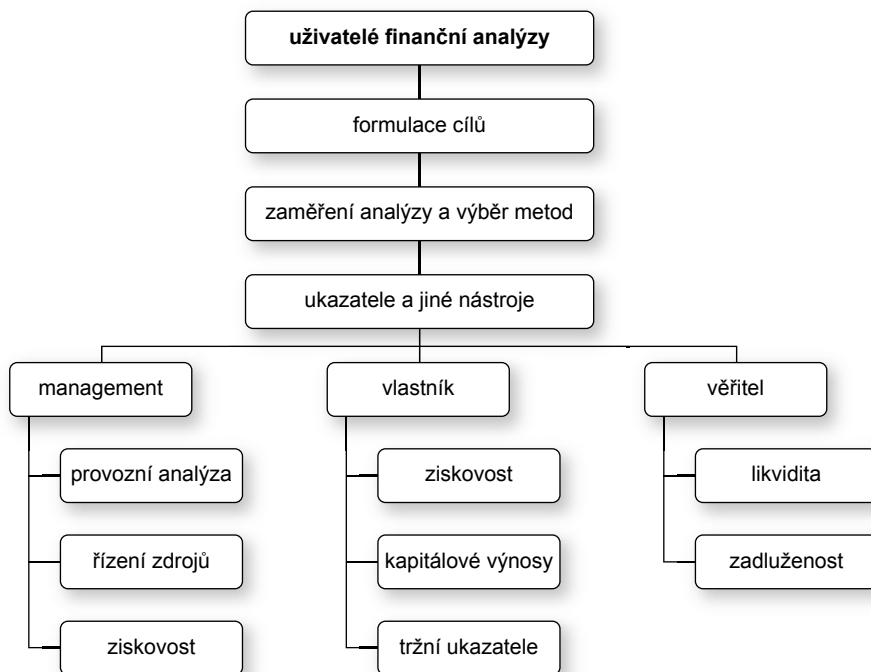 uživatelé finanční analýzy
formulace cílů
zaměření analýzy a výběr metod
ukazatele a jiné nástroje
management
vlastník
věřitel
provozní analýza
ziskovost
likvidita
řízení zdrojů
kapitálové výnosy
zadluženost
ziskovost
tržní ukazatele